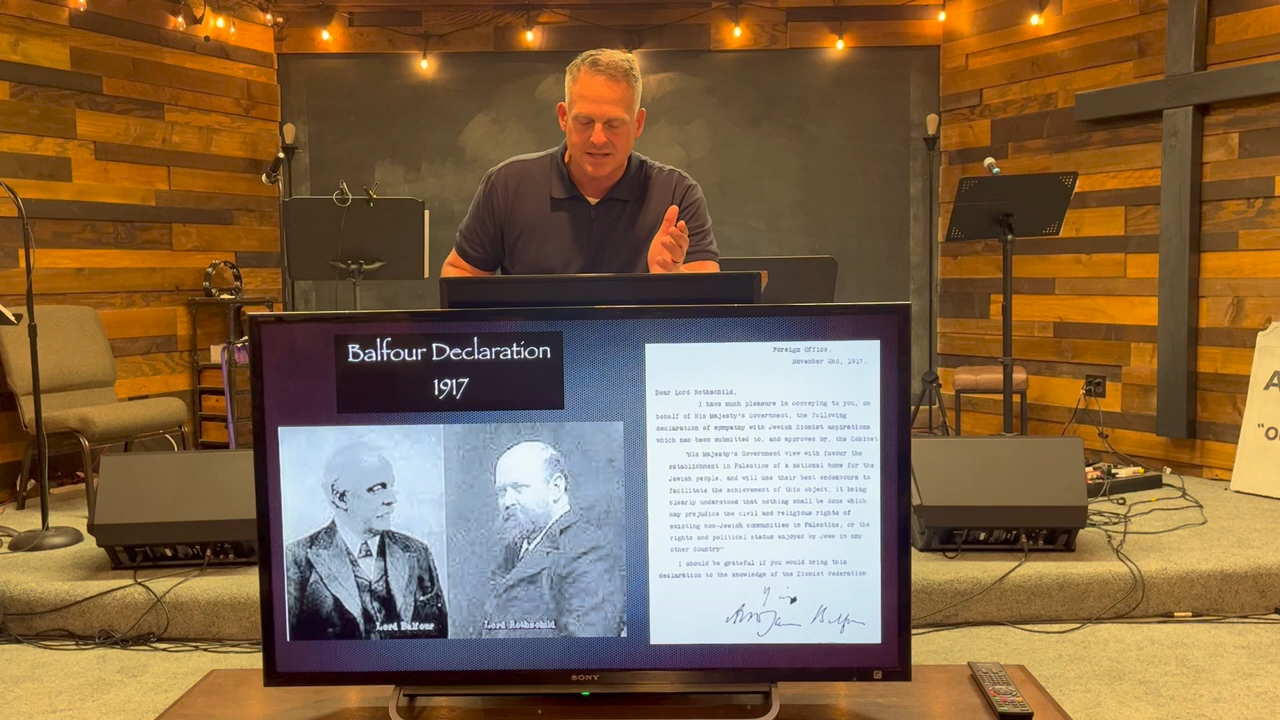 Balfour Declaration
1917
Foreign Office,
November 2nd, 1917.
Dear Lord Rothschild,
I have much pleasure in conveying to you, on
behalf of His Majesty's Government, the following
declaration of sympathy with Jewish Zionist aspirations
which has been submitted to, and approved by, the Cabinet
"His Majesty's Government view with favour the
establishment in Palestine of a national home for the
Jewish people, and will use their best endeavours to
facilitate the achievement of this object, it being
clearly understood that nothing shall be done which
may prejudice the civil and religious rights of
existing non-Jewish communities in Palestine, or the
rights and political status enjoyed by Jews in any
other country"
I should be grateful if you would bring this
declaration to the knowledge of the Zionist Federation
Lord Balfour
Lord Rothschild
SONY